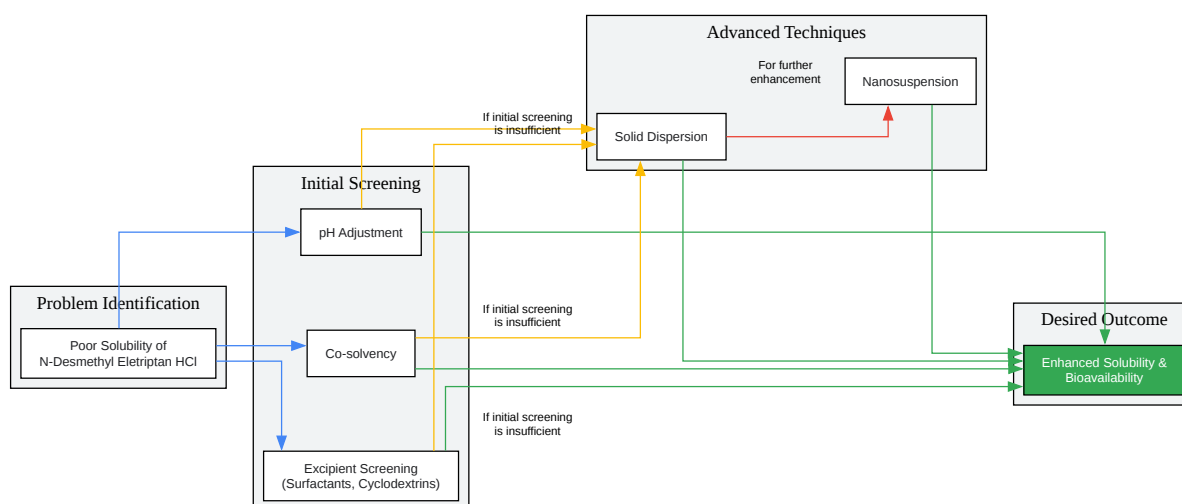 Advanced Techniques
For further
enhancement
Nanosuspension
If initial screening
is insufficient
Solid Dispersion
Initial Screening
pH Adjustment
Problem Identification
Poor Solubility of
N-Desmethyl Eletriptan HCl
If initial screening
is insufficient
Co-solvency
Desired Outcome
Enhanced Solubility &
Bioavailability
If initial screening
is insufficient
Excipient Screening
(Surfactants, Cyclodextrins)